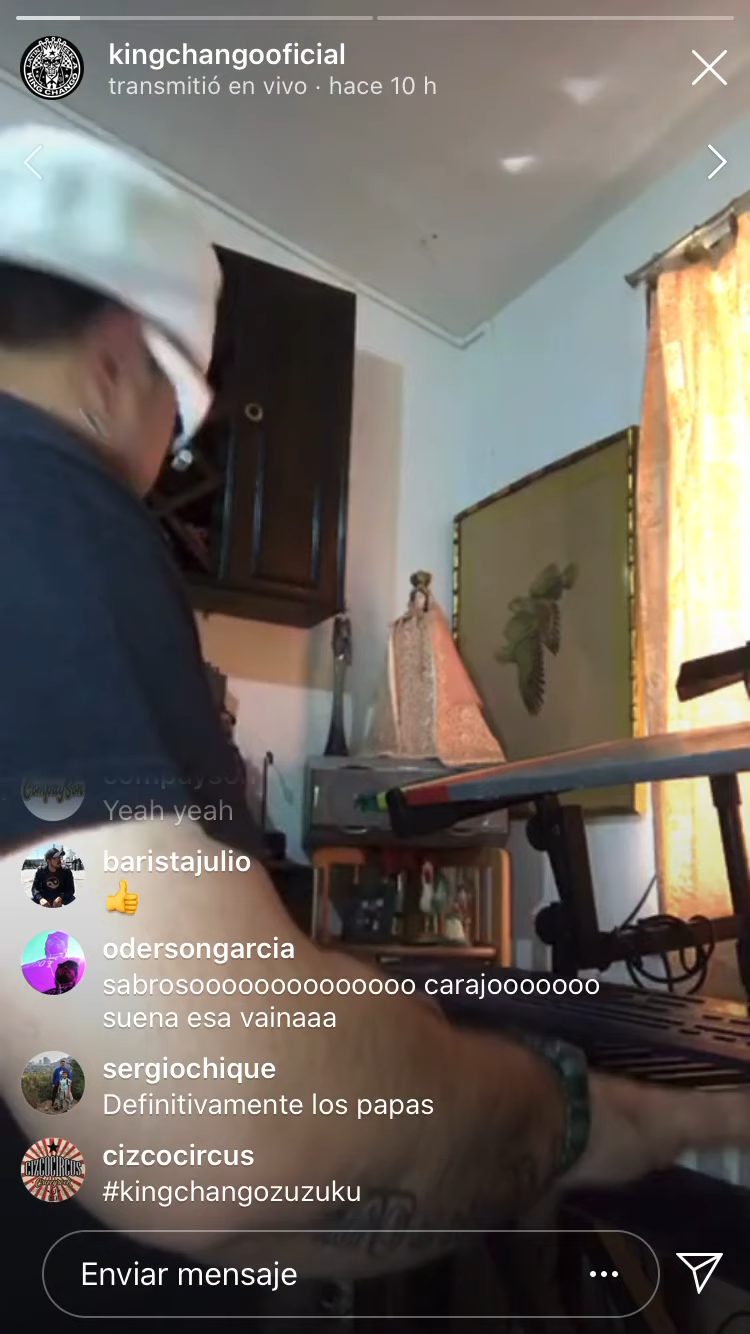 kingchangooficial
transmitió en vivo · hace 10 h
Yeah yeah
baristajulio
👍
odersongarcia
sabrosoooooooooooooo carajooooooo
suena esa vainaaa
sergiochique
Definitivamente los papas
cizcocircus
#kingchangozuzuku
Enviar mensaje